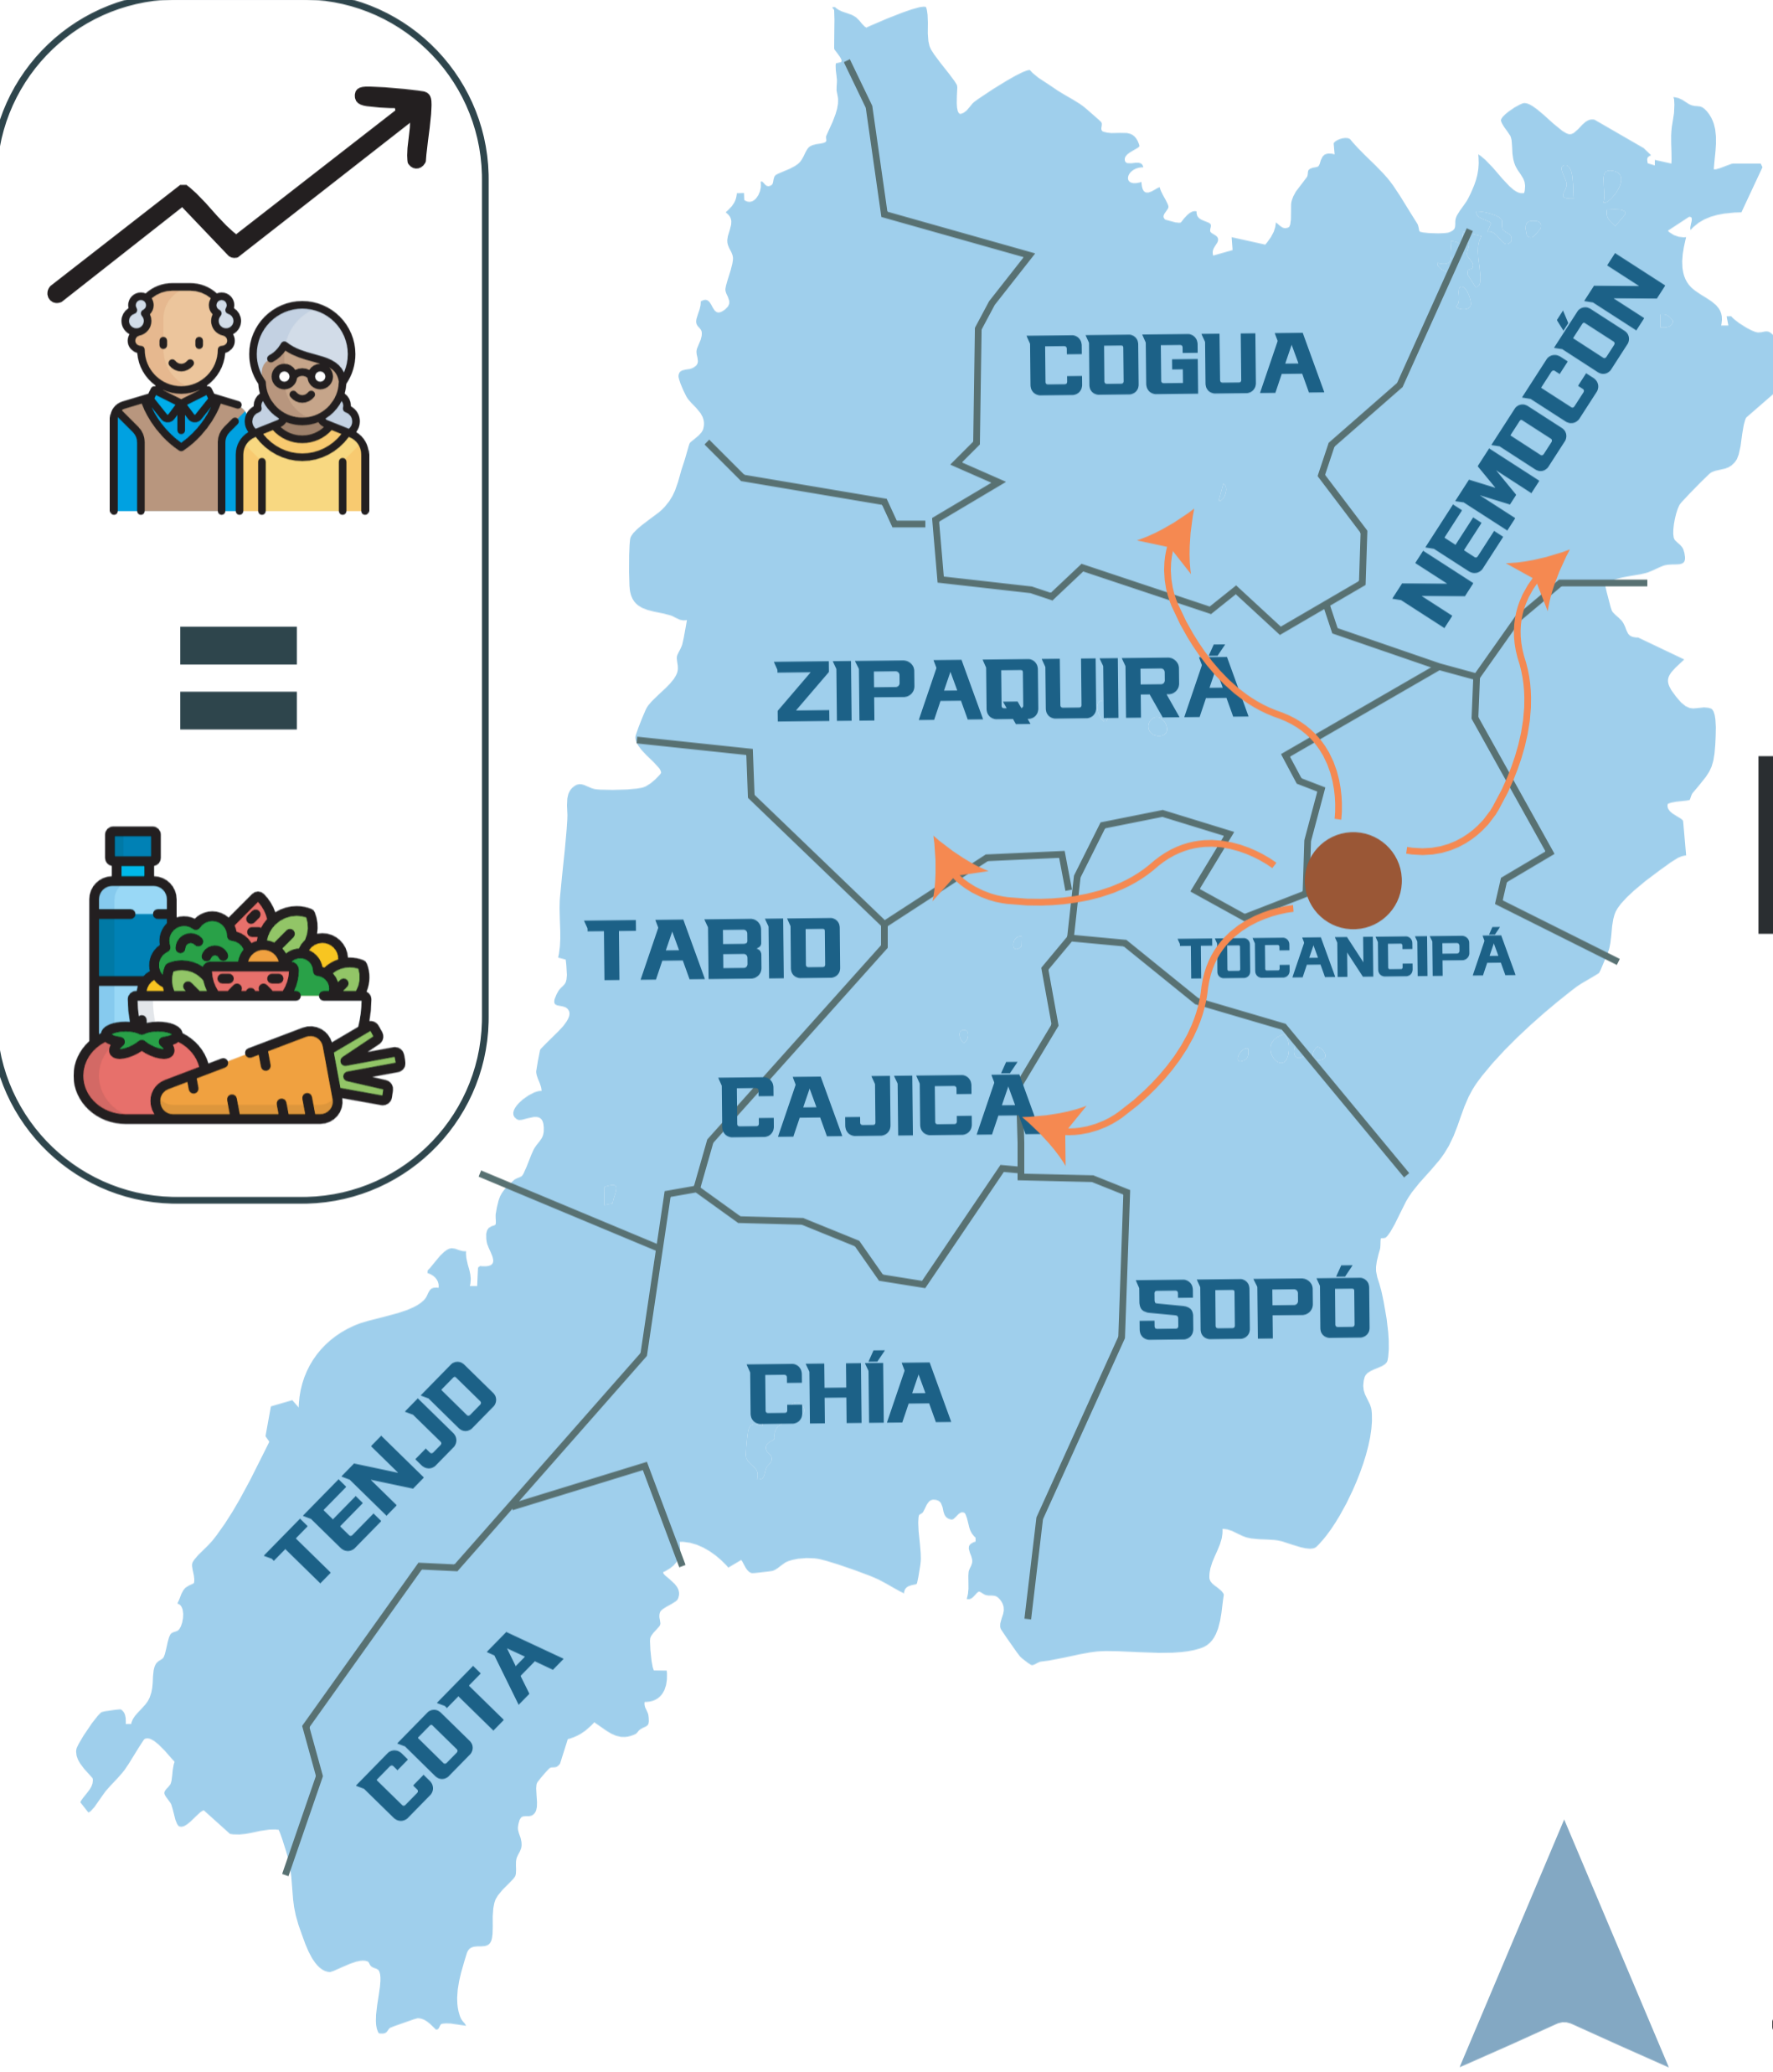 COGUA
NEMOCÓN
ZIPAQUIRÁ
TABIO
TOCANCIPÁ
CAJICÁ
SOPÓ
CHÍA
TENJO
COTA